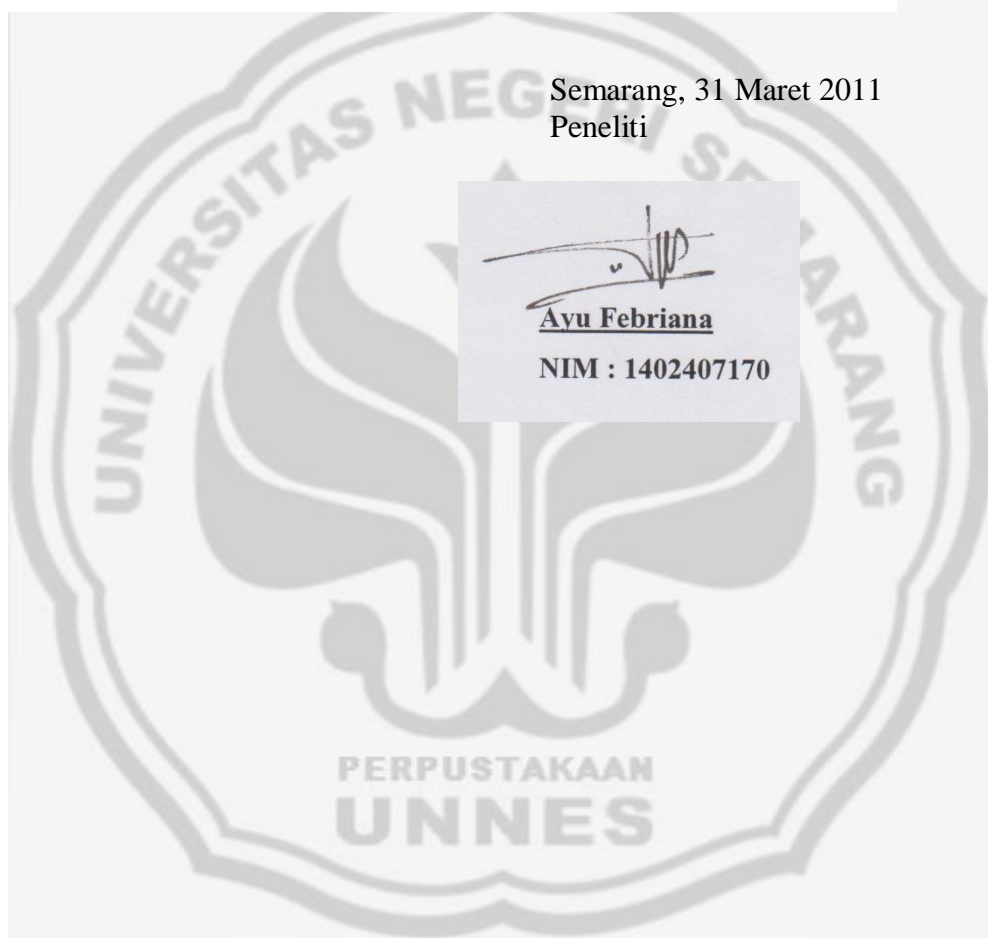 UNIVERSITAS NEGERI SEMARANG
Semarang, 31 Maret 2011
Peneliti
Ayu Febriana
NIM : 1402407170
PERPUSTAKAAN
UNNES